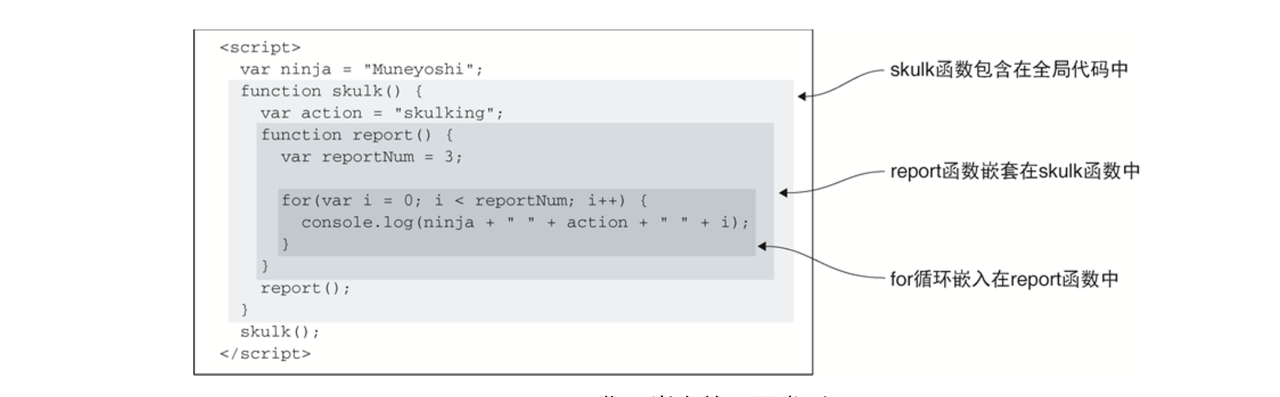 <script>
var ninja = "Muneyoshi";
function skulk() {
var action = "skulking";
function report() {
var reportNum = 3;
for(var i = 0; i < reportNum; i++) {
console.log(ninja + " " + action + " " + i);
}
}
report();
}
skulk();
</script>
skulk函数包含在全局代码中
report函数嵌套在skulk函数中
for循环嵌入在report函数中